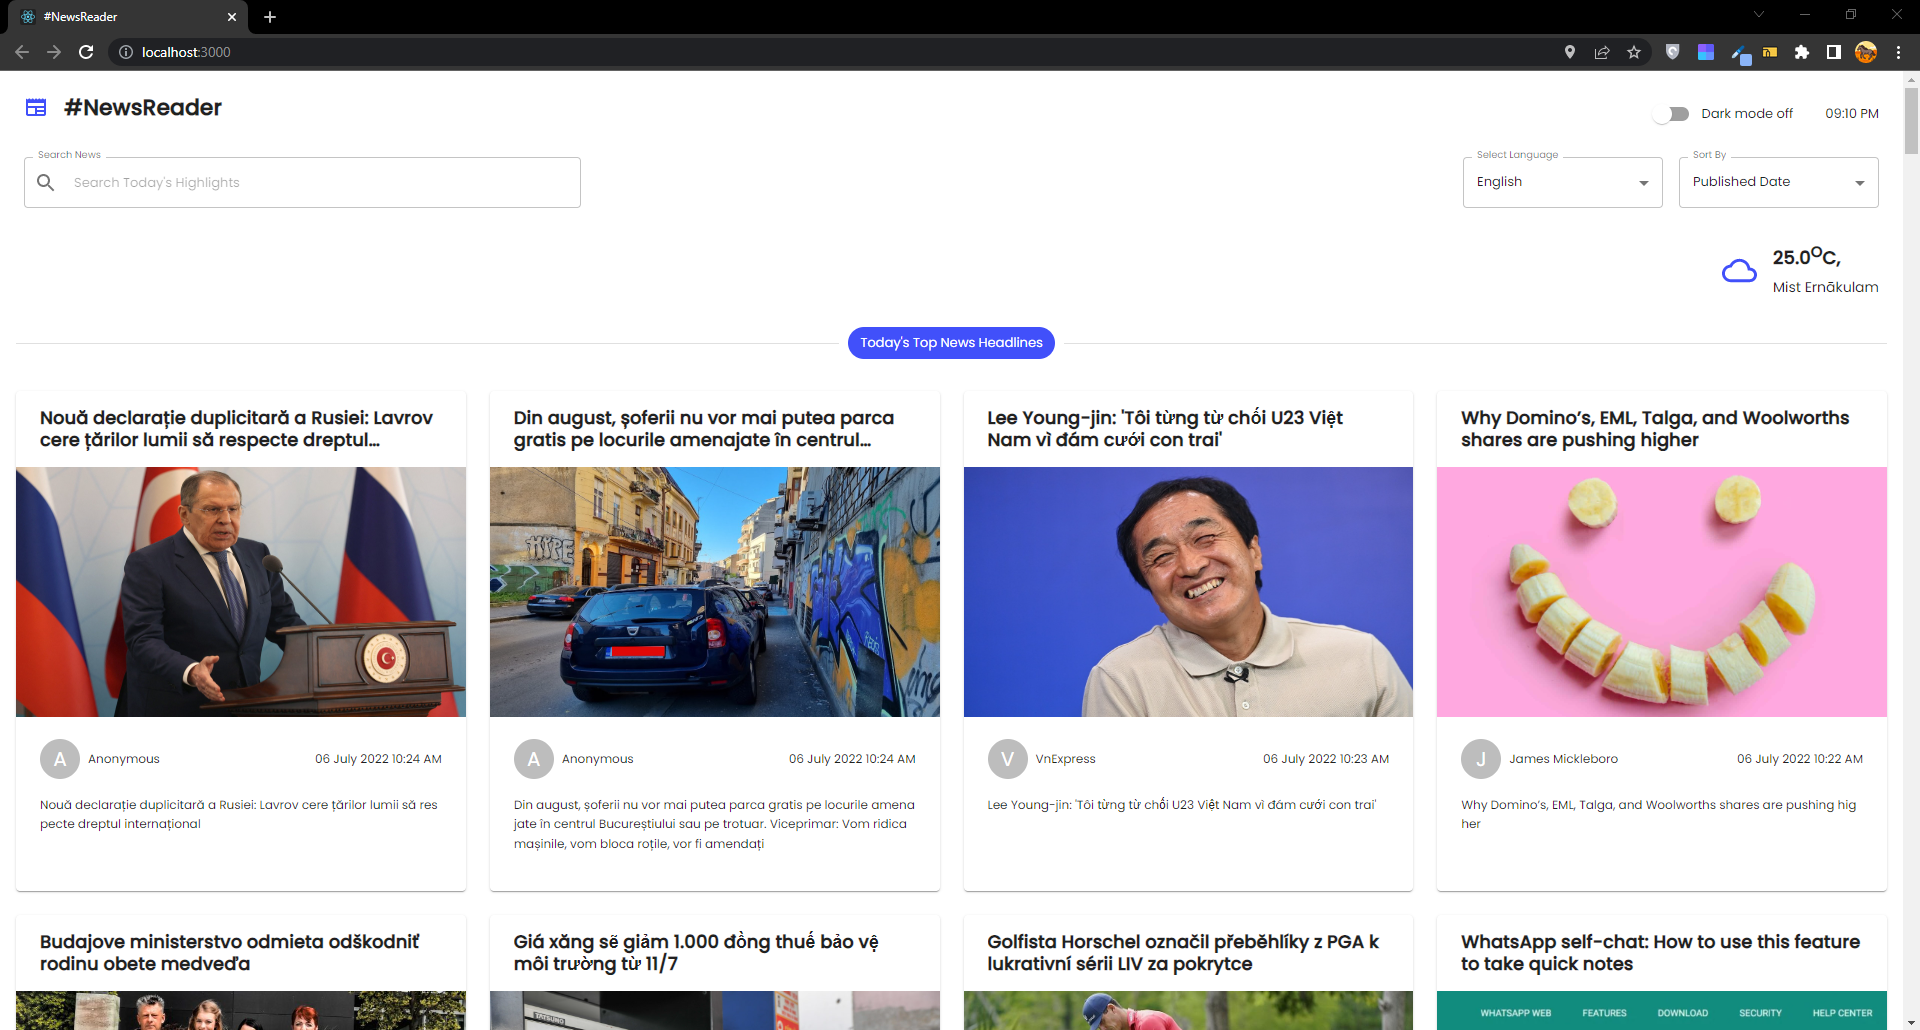 #NewsReader
localhost:3000
#NewsReader
Dark mode off
09:10 PM
Search News
Search Today's Highlights
Select Language
English
Sort By
Published Date
25.0°C,
Mist Ernākulam
Today's Top News Headlines
Nouă declarație duplicitară a Rusiei: Lavrov
cere țărilor lumii să respecte dreptul...
Anonymous
06 July 2022 10:24 AM
Nouă declarație duplicitară a Rusiei: Lavrov cere țărilor lumii să res
pecte dreptul internațional
Din august, șoferii nu vor mai putea parca
gratis pe locurile amenajate în centrul...
HYPE
A
A
Anonymous
06 July 2022 10:24 AM
Din august, șoferii nu vor mai putea parca gratis pe locurile amena
jate în centrul Bucureștiului sau pe trotuar. Viceprimar: Vom ridica
mașinile, vom bloca roțile, vor fi amendați
Lee Young-jin: 'Tôi từng từ chối U23 Việt
Nam vì đám cưới con trai'
V
VnExpress
06 July 2022 10:23 AM
Lee Young-jin: 'Tôi từng từ chối U23 Việt Nam vì đám cưới con trai'
Why Domino’s, EML, Talga, and Woolworths
shares are pushing higher
J
James Mickleboro
06 July 2022 10:22 AM
Why Domino’s, EML, Talga, and Woolworths shares are pushing hig
her
Budajove ministerstvo odmieta odškodniť
rodinu obete medveďa
Giá xăng sẽ giảm 1.000 đồng thuế bảo vệ
môi trường từ 11/7
TATSUNO
Golfista Horschel označil přeběhlíky z PGA k
lukrativní sérii LIV za pokrytce
WhatsApp self-chat: How to use this feature
to take quick notes
WHATSAPP WEB
FEATURES
DOWNLOAD
SECURITY
HELP CENTER